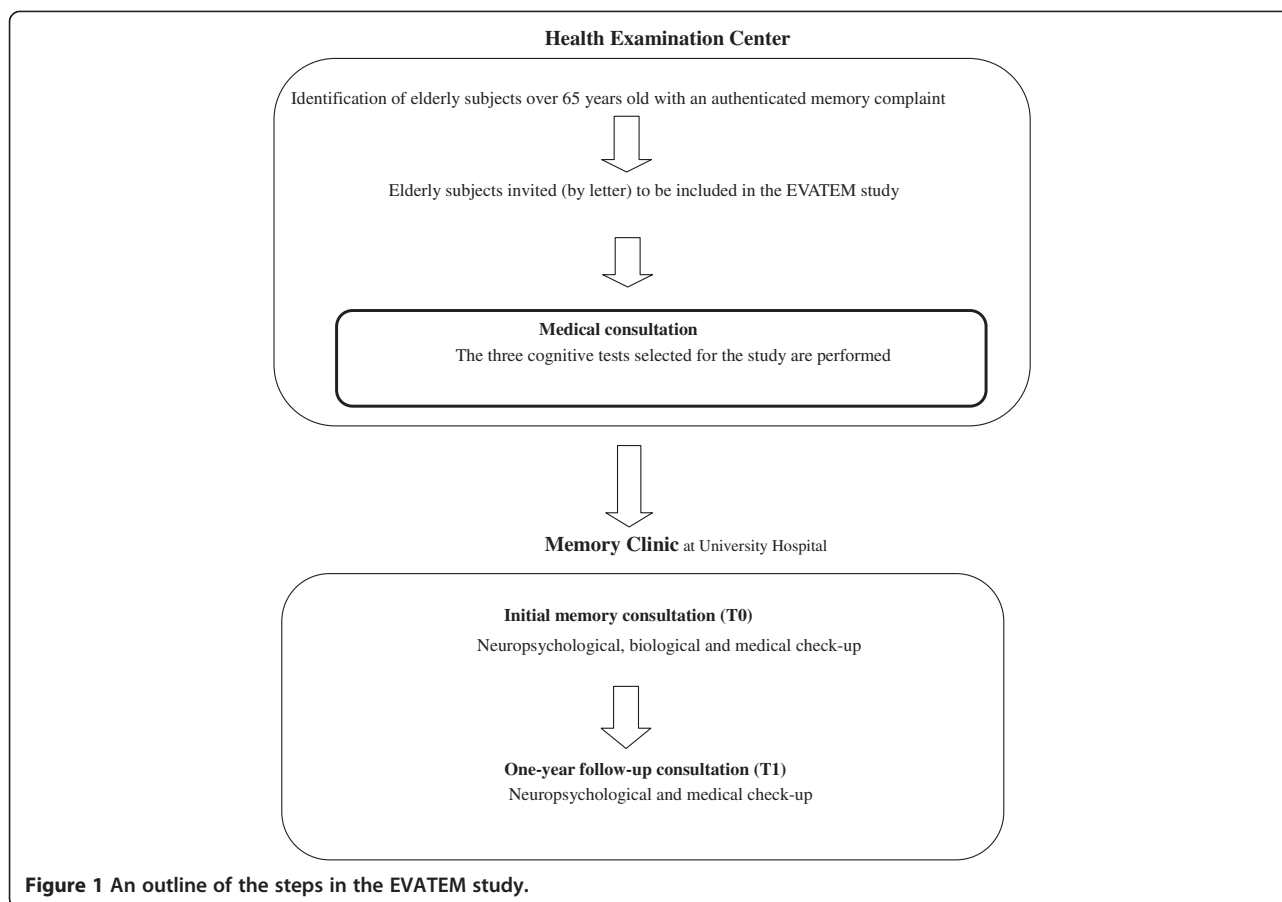 Health Examination Center
Identification of elderly subjects over 65 years old with an authenticated memory complaint
Elderly subjects invited (by letter) to be included in the EVATEM study
Medical consultation
The three cognitive tests selected for the study are performed
Memory Clinic at University Hospital
Initial memory consultation (T0)
Neuropsychological, biological and medical check-up
One-year follow-up consultation (T1)
Neuropsychological and medical check-up
Figure 1 An outline of the steps in the EVATEM study.